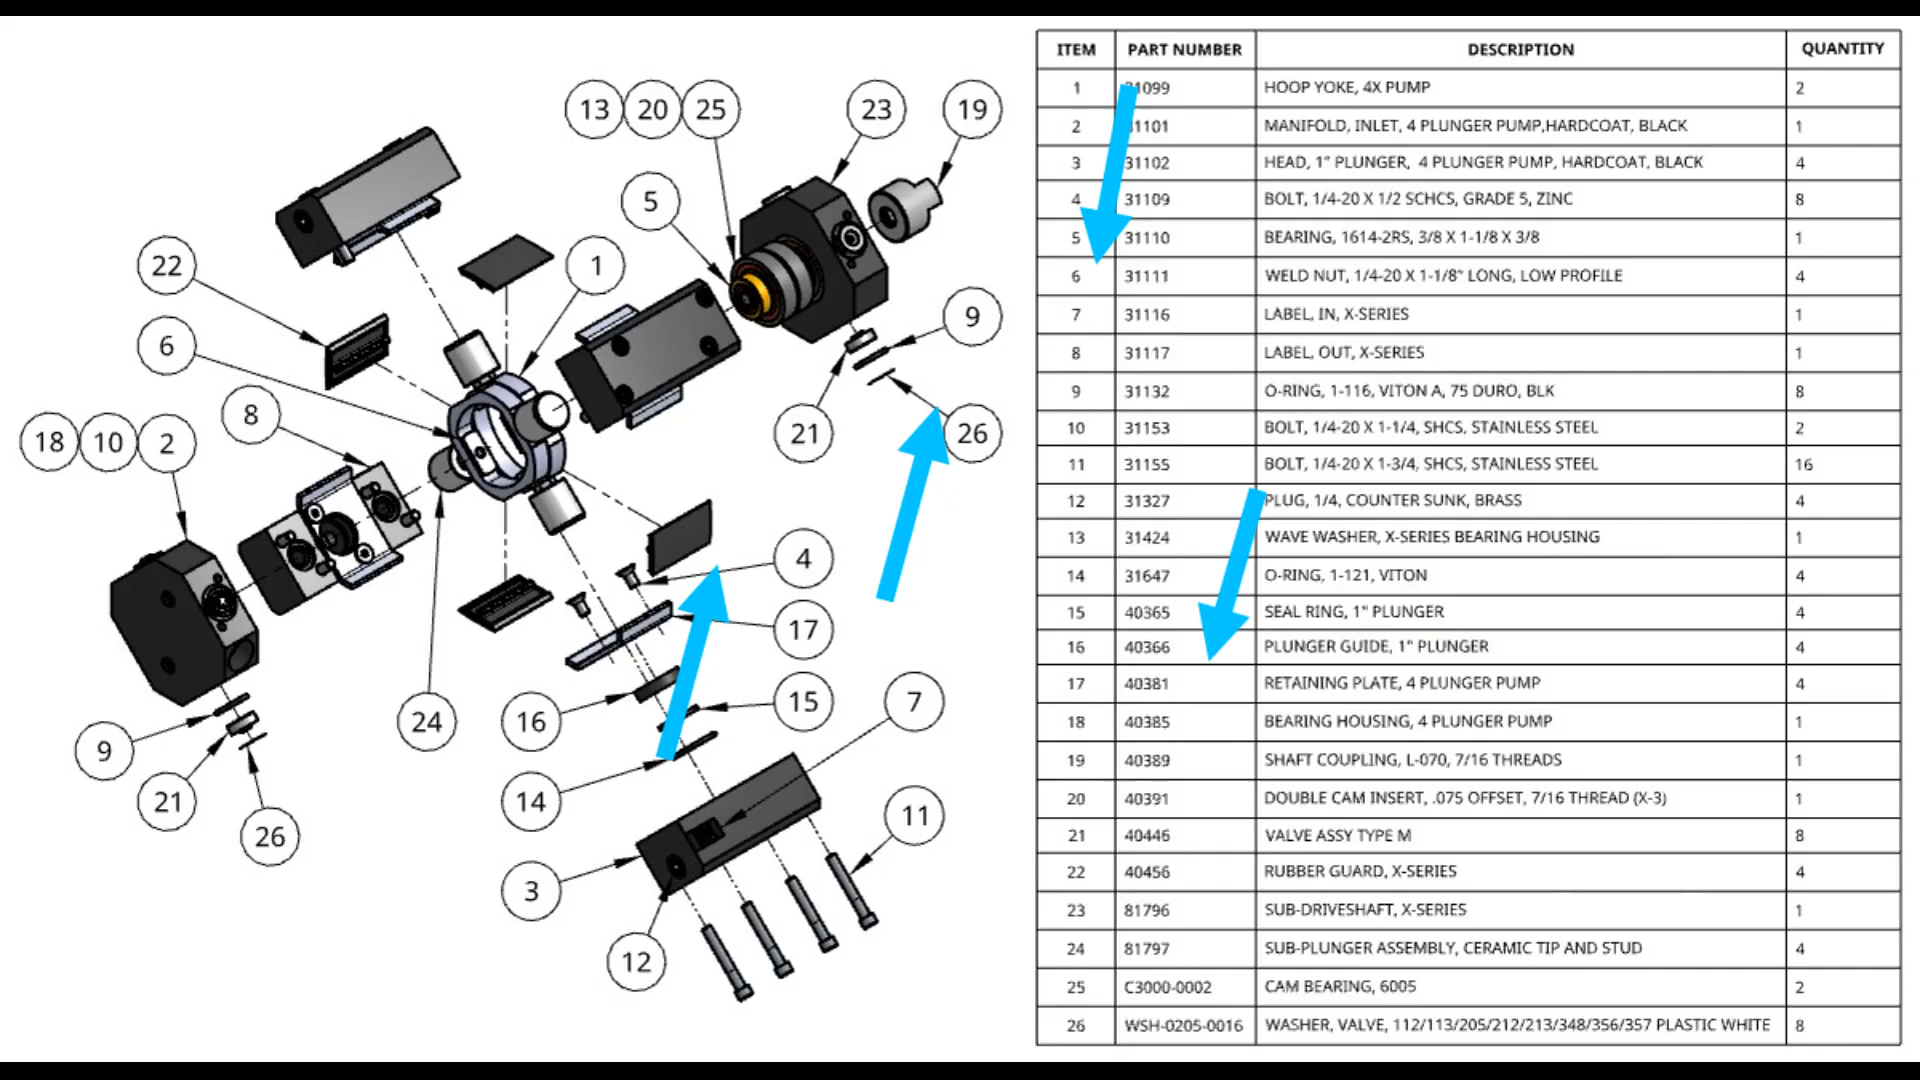 13 20 25 23 19
5
22 1
6 9
8
18 10 2 21 26
4
17
24 16 15 7
9
21 14 11
26
3
12
ITEM PART NUMBER DESCRIPTION QUANTITY
1 31099 HOOP YOKE, 4X PUMP 2
2 31101 MANIFOLD, INLET, 4 PLUNGER PUMP,HARDCOAT, BLACK 1
3 31102 HEAD, 1" PLUNGER, 4 PLUNGER PUMP, HARDCOAT, BLACK 4
4 31109 BOLT, 1/4-20 X 1/2 SCHCS, GRADE 5, ZINC 8
5 31110 BEARING, 1614-2RS, 3/8 X 1-1/8 X 3/8 1
6 31111 WELD NUT, 1/4-20 X 1-1/8" LONG, LOW PROFILE 4
7 31116 LABEL, IN, X-SERIES 1
8 31117 LABEL, OUT, X-SERIES 1
9 31132 O-RING, 1-116, VITON A, 75 DURO, BLK 8
10 31153 BOLT, 1/4-20 X 1-1/4, SHCS, STAINLESS STEEL 2
11 31155 BOLT, 1/4-20 X 1-3/4, SHCS, STAINLESS STEEL 16
12 31327 PLUG, 1/4, COUNTER SUNK, BRASS 4
13 31424 WAVE WASHER, X-SERIES BEARING HOUSING 1
14 31647 O-RING, 1-121, VITON 4
15 40365 SEAL RING, 1" PLUNGER 4
16 40366 PLUNGER GUIDE, 1" PLUNGER 4
17 40381 RETAINING PLATE, 4 PLUNGER PUMP 4
18 40385 BEARING HOUSING, 4 PLUNGER PUMP 1
19 40389 SHAFT COUPLING, L-070, 7/16 THREADS 1
20 40391 DOUBLE CAM INSERT, .075 OFFSET, 7/16 THREAD (X-3) 1
21 40446 VALVE ASSY TYPE M 8
22 40456 RUBBER GUARD, X-SERIES 4
23 81796 SUB-DRIVESHAFT, X-SERIES 1
24 81797 SUB-PLUNGER ASSEMBLY, CERAMIC TIP AND STUD 4
25 C3000-0002 CAM BEARING, 6005 2
26 WSH-0205-0016 WASHER, VALVE, 112/113/205/212/213/348/356/357 PLASTIC WHITE 8